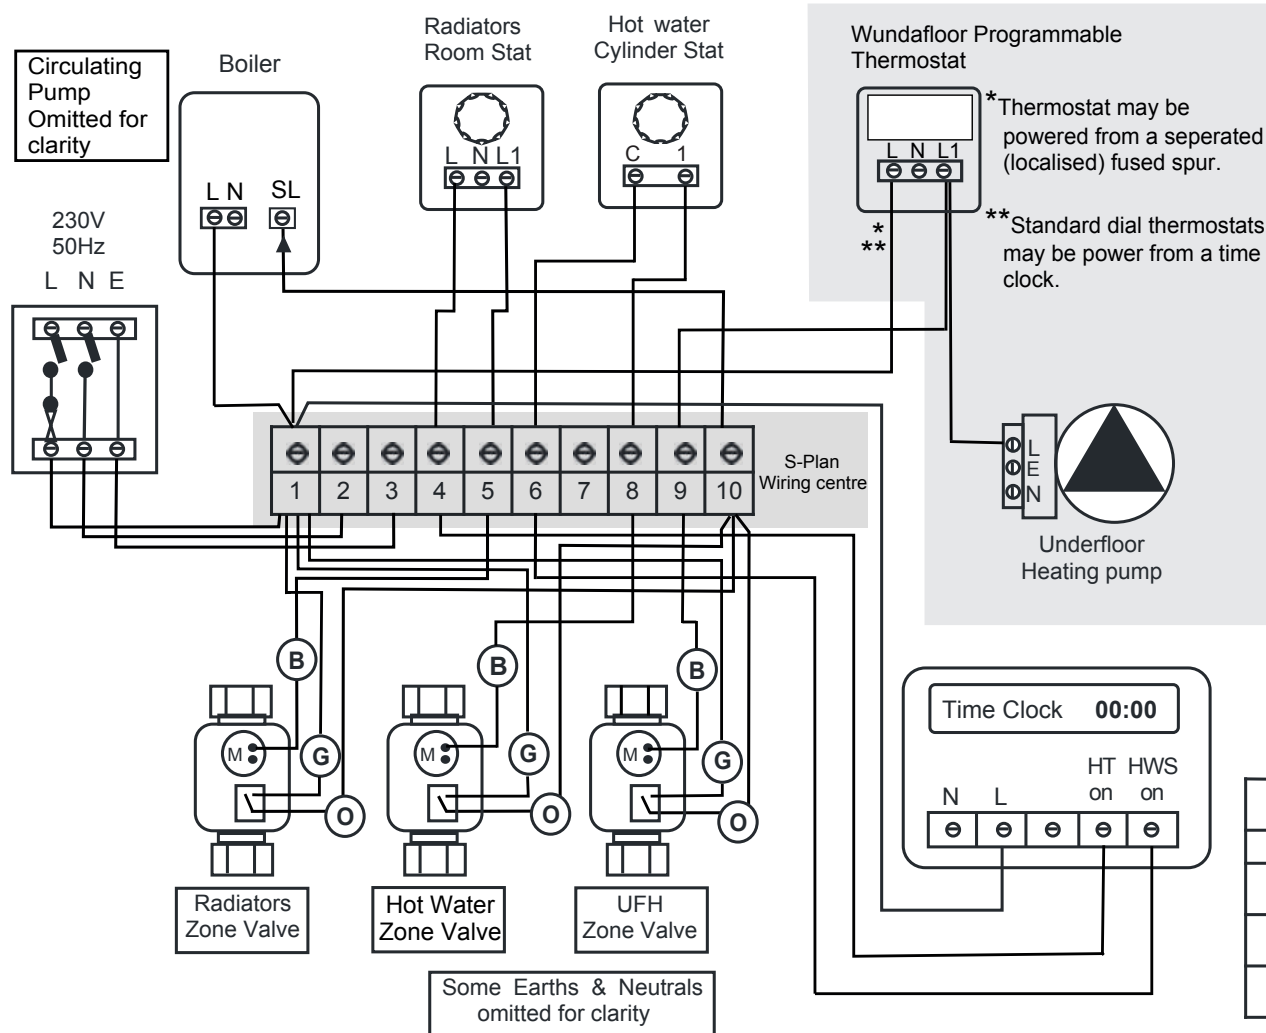 Circulating
Pump
Omitted for
clarity
Boiler
L N
SL
Radiators
Room Stat
L N L1
Hot water
Cylinder Stat
C 1
Wundafloor Programmable
Thermostat
L N L1
*Thermostat may be
powered from a seperated
(localised) fused spur.
*
**
**Standard dial thermostats
may be power from a time
clock.
230V
50Hz
L N E
1 2 3 4 5 6 7 8 9 10
S-Plan
Wiring centre
L
E
N
Underfloor
Heating pump
B
B
B
M
G
M
G
M
G
O
O
O
Radiators
Zone Valve
Hot Water
Zone Valve
UFH
Zone Valve
Time Clock 00:00
HT HWS
N L on on
Some Earths & Neutrals
omitted for clarity